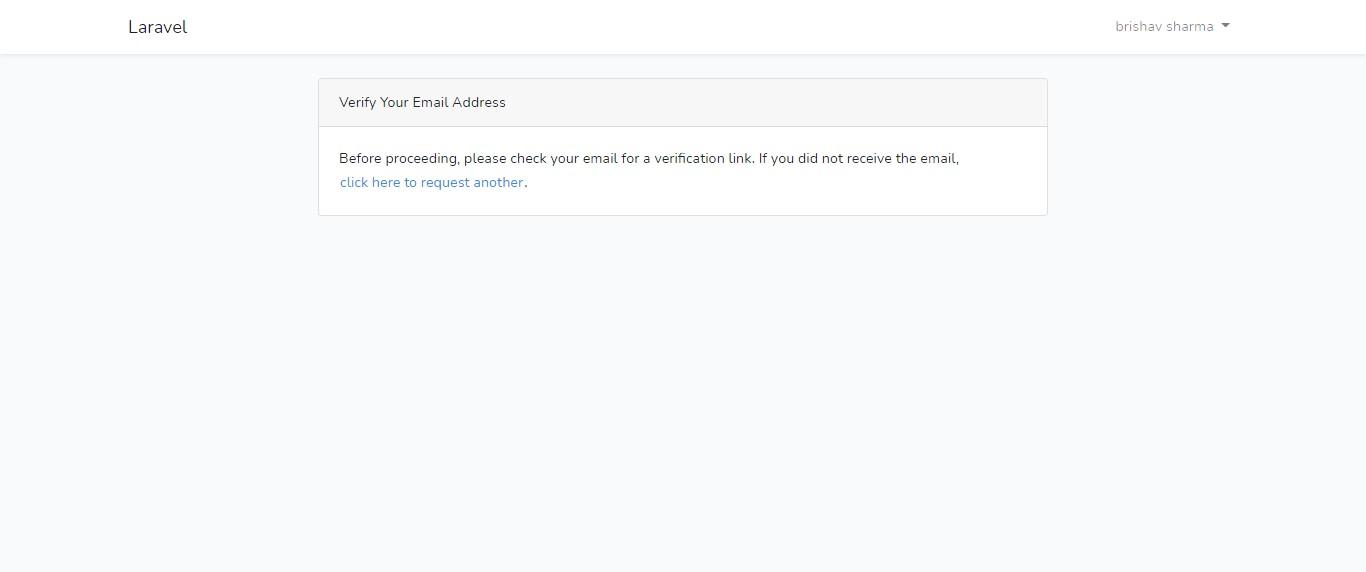 Laravel
brishav sharma
Verify Your Email Address
Before proceeding, please check your email for a verification link. If you did not receive the email,
click here to request another.